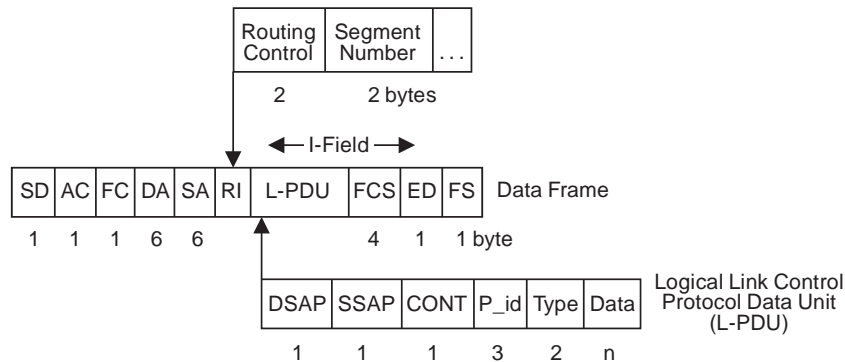 Routing Control Segment Number . . .
2 2 bytes
I-Field
SD AC FC DA SA RI L-PDU FCS ED FS Data Frame
1 1 1 6 6 4 1 1 byte
DSAP SSAP CONT P_id Type Data
1 1 1 3 2 n
Logical Link Control
Protocol Data Unit
(L-PDU)